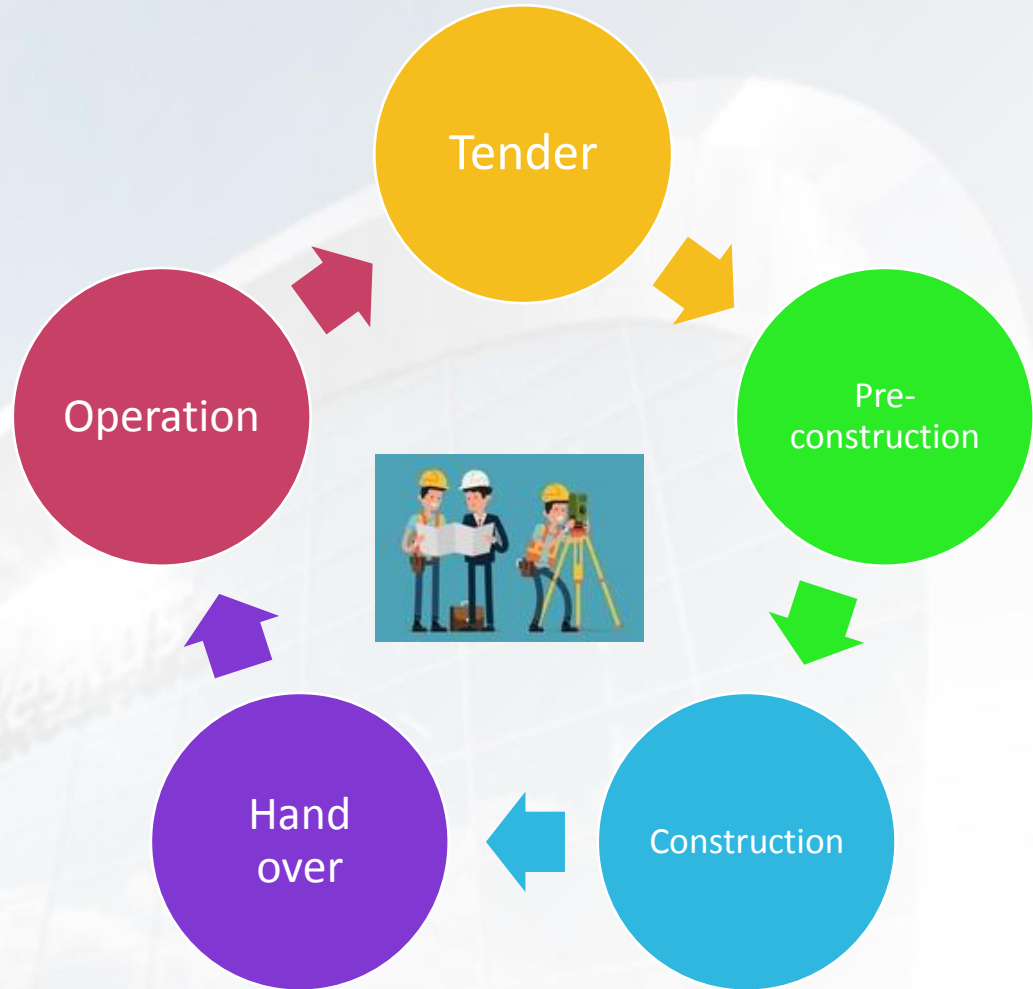 Tender
Pre-
construction
Construction
Hand
over
Operation